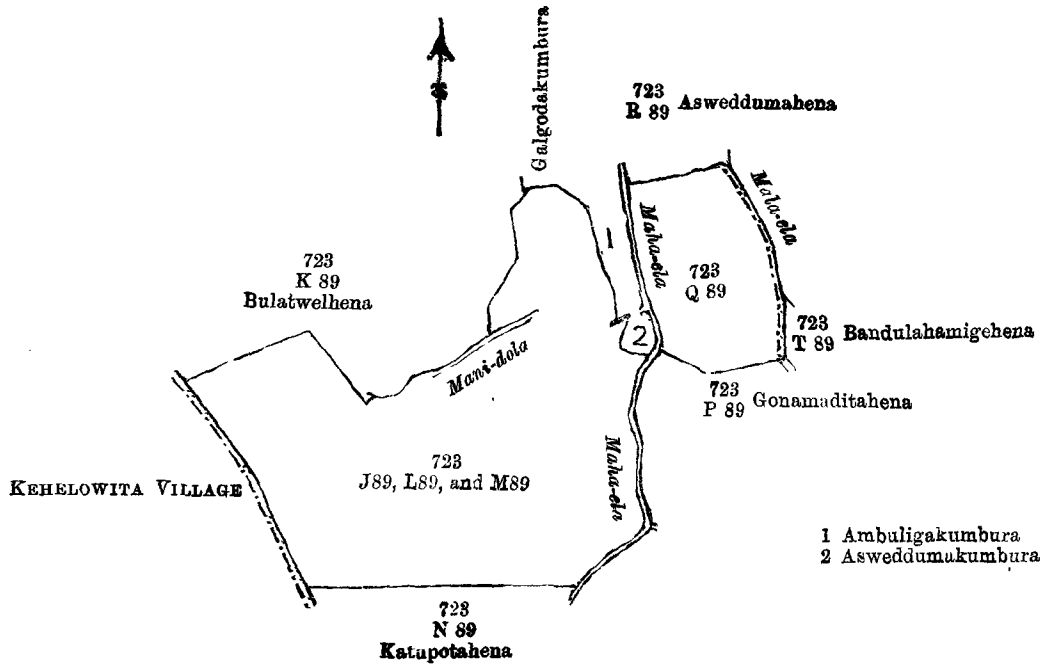 Galgodakumbura
723
R 89 Asweddumahena
Mala-ela
Maha-ela
1
723
K 89
Bulatwelhena
723
Q 89
2
723
T 89 Bandulahamigehena
Mani-dola
723
P 89 Gonamaditahena
Maha-ela
723
J89, L89, and M89
KEHELOWITA VILLAGE
1 Ambuligakumbura
2 Asweddumakumbura
723
N 89
Katupotahena